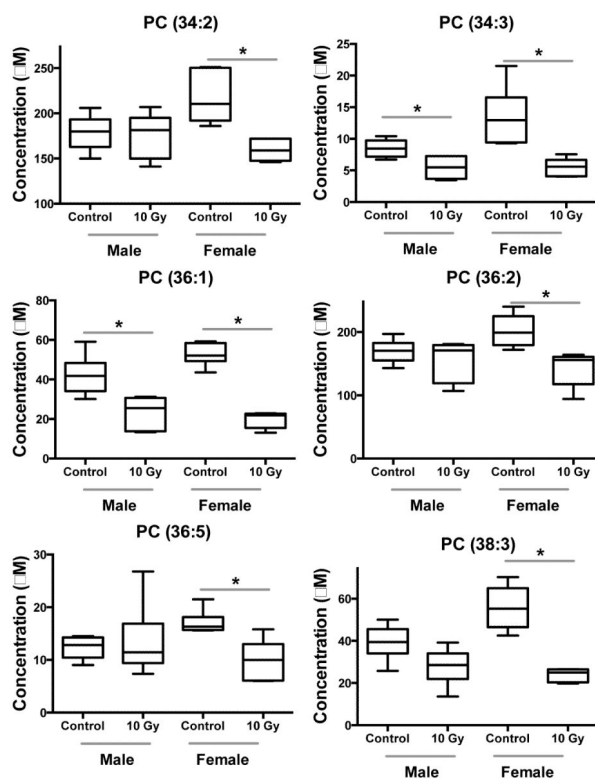 PC (34:2)
Concentration (□M)
250
200
150
100
*
Control 10 Gy Control 10 Gy
Male Female
PC (34:3)
Concentration (□M)
25
20
15
10
5
0
* *
Control 10 Gy Control 10 Gy
Male Female
PC (36:1)
Concentration (□M)
80
60
40
20
0
* *
Control 10 Gy Control 10 Gy
Male Female
PC (36:2)
Concentration (□M)
200
100
0
*
Control 10 Gy Control 10 Gy
Male Female
PC (36:5)
Concentration (□M)
30
20
10
0
*
Control 10 Gy Control 10 Gy
Male Female
PC (38:3)
Concentration (□M)
80
60
40
20
0
*
Control 10 Gy Control 10 Gy
Male Female